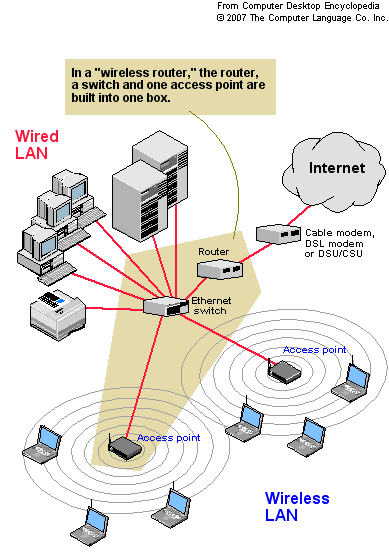 From Computer Desktop Encyclopedia
© 2007 The Computer Language Co. Inc.
In a "wireless router," the router,
a switch and one access point are
built into one box.
Wired
LAN
Internet
Cable modem,
DSL modem
or DSU/CSU
Router
Ethernet
switch
Access point
Access point
Wireless
LAN